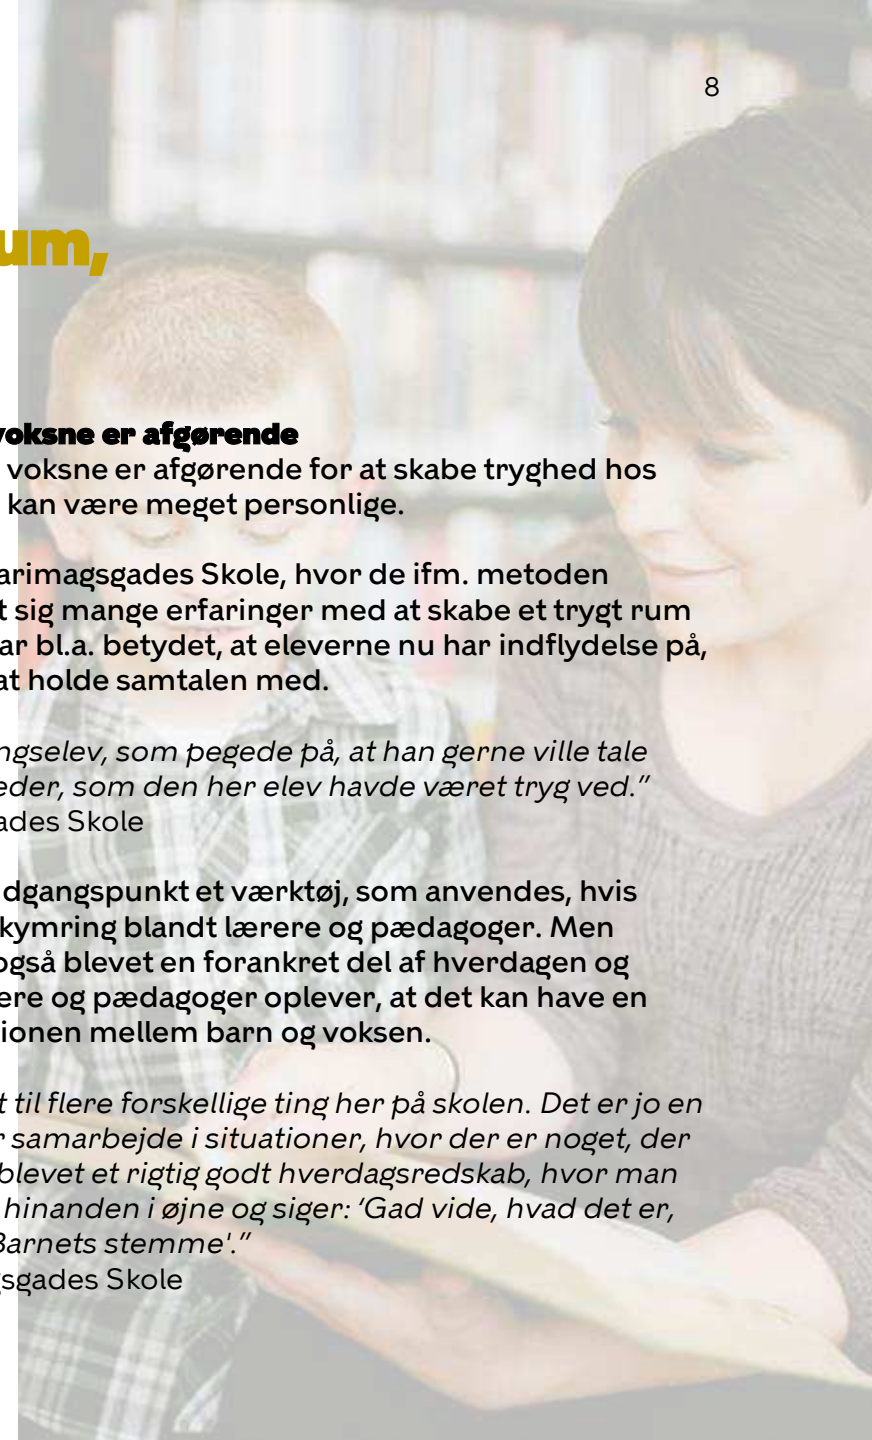 8
um,
voksne er afgørende
voksne er afgørende for at skabe tryghed hos
kan være meget personlige.
arimagsgades Skole, hvor de ifm. metoden
t sig mange erfaringer med at skabe et trygt rum
ar bl.a. betydet, at eleverne nu har indflydelse på,
at holde samtalen med.
ngselev, som pegede på, at han gerne ville tale
eder, som den her elev havde været tryg ved.”
ades Skole
dgangspunkt et værktøj, som anvendes, hvis
kymring blandt lærere og pædagoger. Men
også blevet en forankret del af hverdagen og
ere og pædagoger oplever, at det kan have en
ionen mellem barn og voksen.
t til flere forskellige ting her på skolen. Det er jo en
r samarbejde i situationer, hvor der er noget, der
blevet et rigtig godt hverdagsredskab, hvor man
hinanden i øjne og siger: ‘Gad vide, hvad det er,
Barnets stemme'.”
gsgades Skole